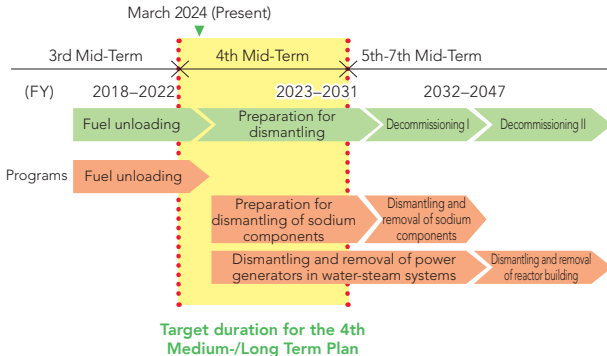 March 2024 (Present)
3rd Mid-Term
4th Mid-Term
5th-7th Mid-Term
(FY)
2018–2022
2023–2031
2032–2047
Fuel unloading
Preparation for
dismantling
Decommissioning I
Decommissioning II
Programs
Fuel unloading
Preparation for
dismantling of sodium
components
Dismantling and
removal of sodium
components
Dismantling and removal of power
generators in water-steam systems
Dismantling and removal
of reactor building
Target duration for the 4th
Medium-/Long Term Plan